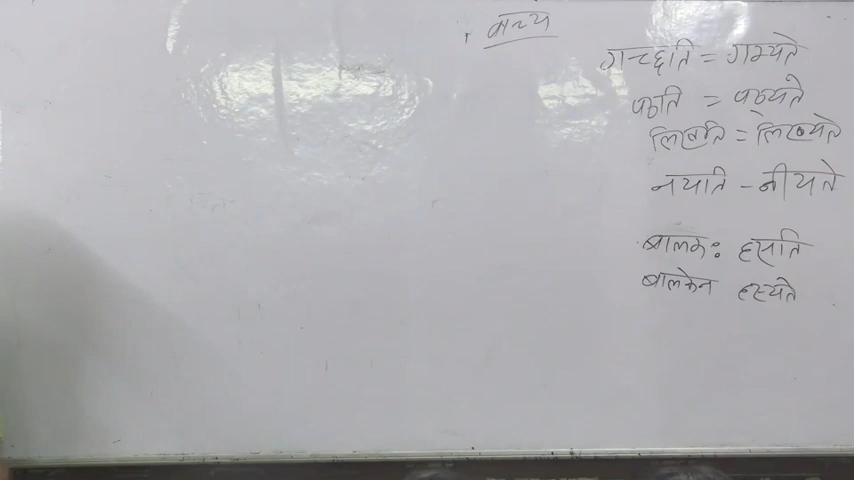 वाच्य
गच्छति = गम्यते
पठति = पठ्यते
लिखति = लिख्यते
नयति - नीयते
बालकः हसति
बालकेन हस्यते